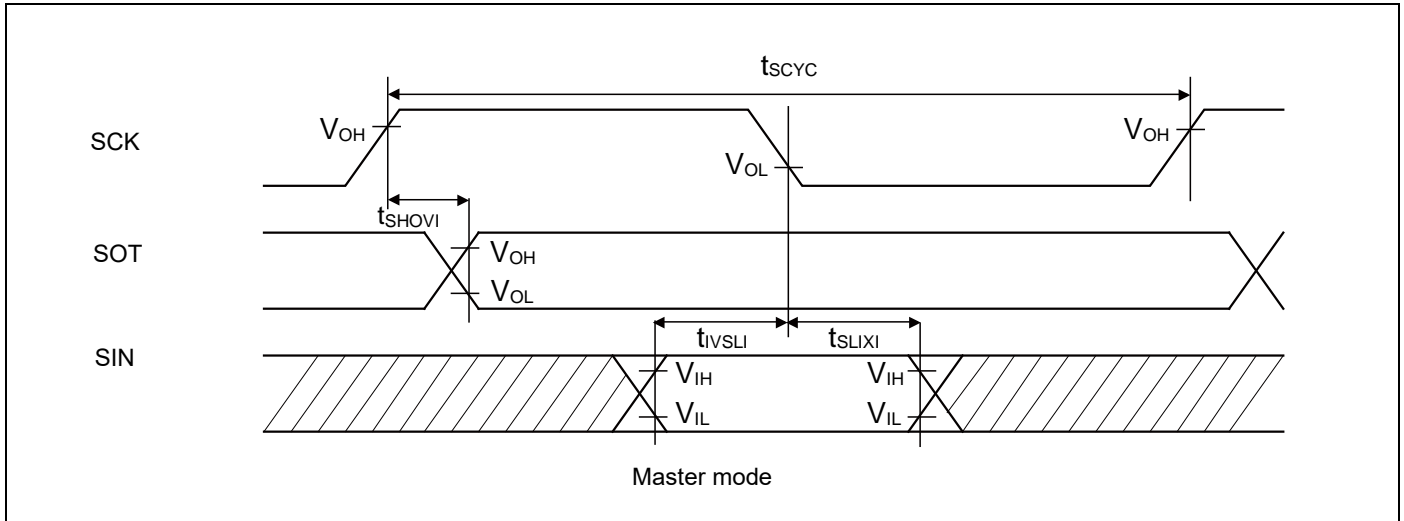 tSCYC
SCK
VOH
VOL
VOH
tSHOVI
SOT
VOH
VOL
tIVSLI
tSLIXI
SIN
VIH
VIH
VIL
VIL
Master mode